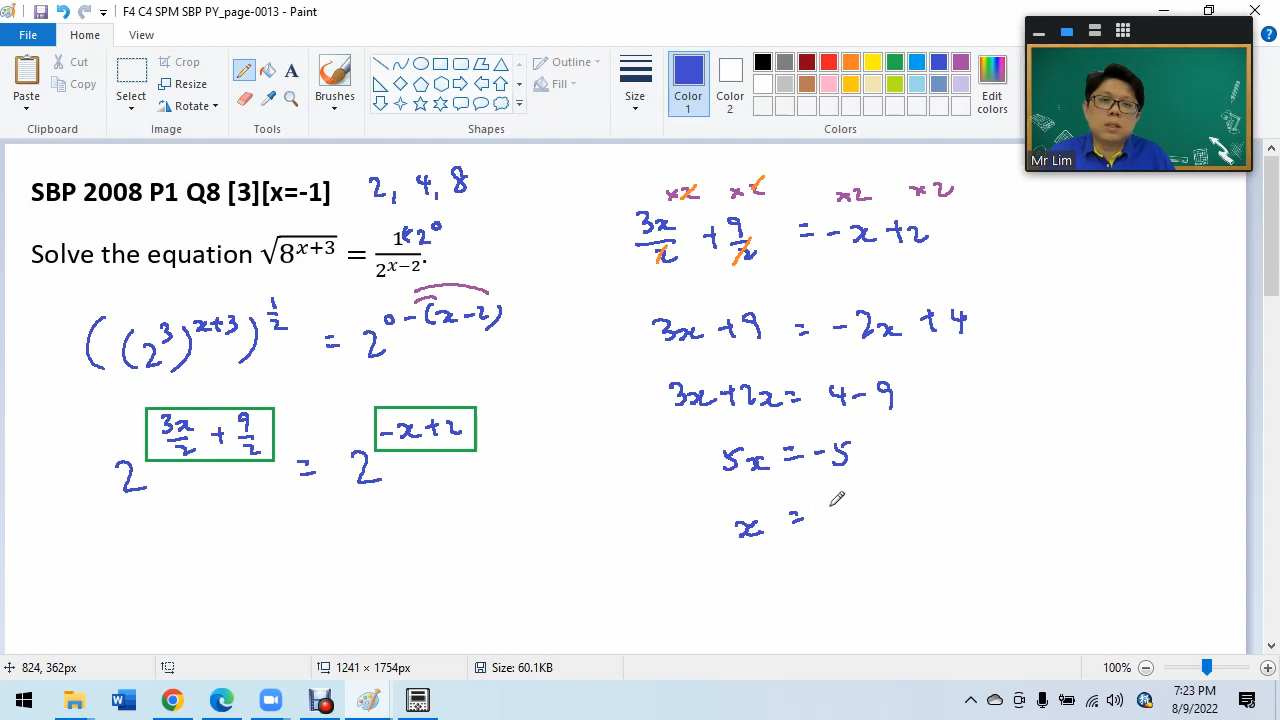 F4 C4 SPM SBP PY_page-0013 - Paint
File Home View
Paste Cut Copy
Select Crop Resize Rotate
A
Brushes
Outline Fill
Size
Color 1 Color 2
Edit colors
Clipboard Image Tools Shapes Colors
Mr Lim
SBP 2008 P1 Q8 [3][x=-1] 2, 4, 8
Solve the equation √(8^(x+3)) = 1/2^(x−2). 2^0
((2^3)^(x+3))^(1/2) = 2^(0-(x-2))
2^(3x/2 + 9/2) = 2^(-x+2)
×2 ×2 ×2 ×2
3x/2 + 9/2 = -x+2
3x+9 = -2x+4
3x+2x = 4-9
5x = -5
x =
824, 362px 1241 × 1754px Size: 60.1KB 100%
7:23 PM
8/9/2022